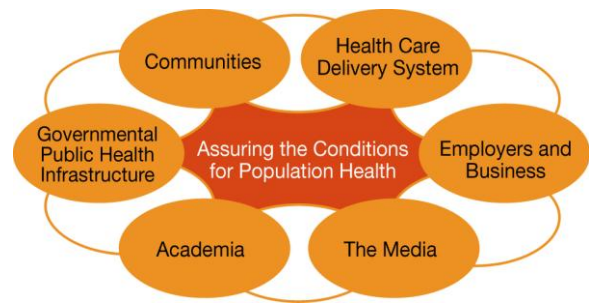 Communities
Health Care
Delivery System
Governmental
Public Health
Infrastructure
Assuring the Conditions
for Population Health
Employers and
Business
Academia
The Media